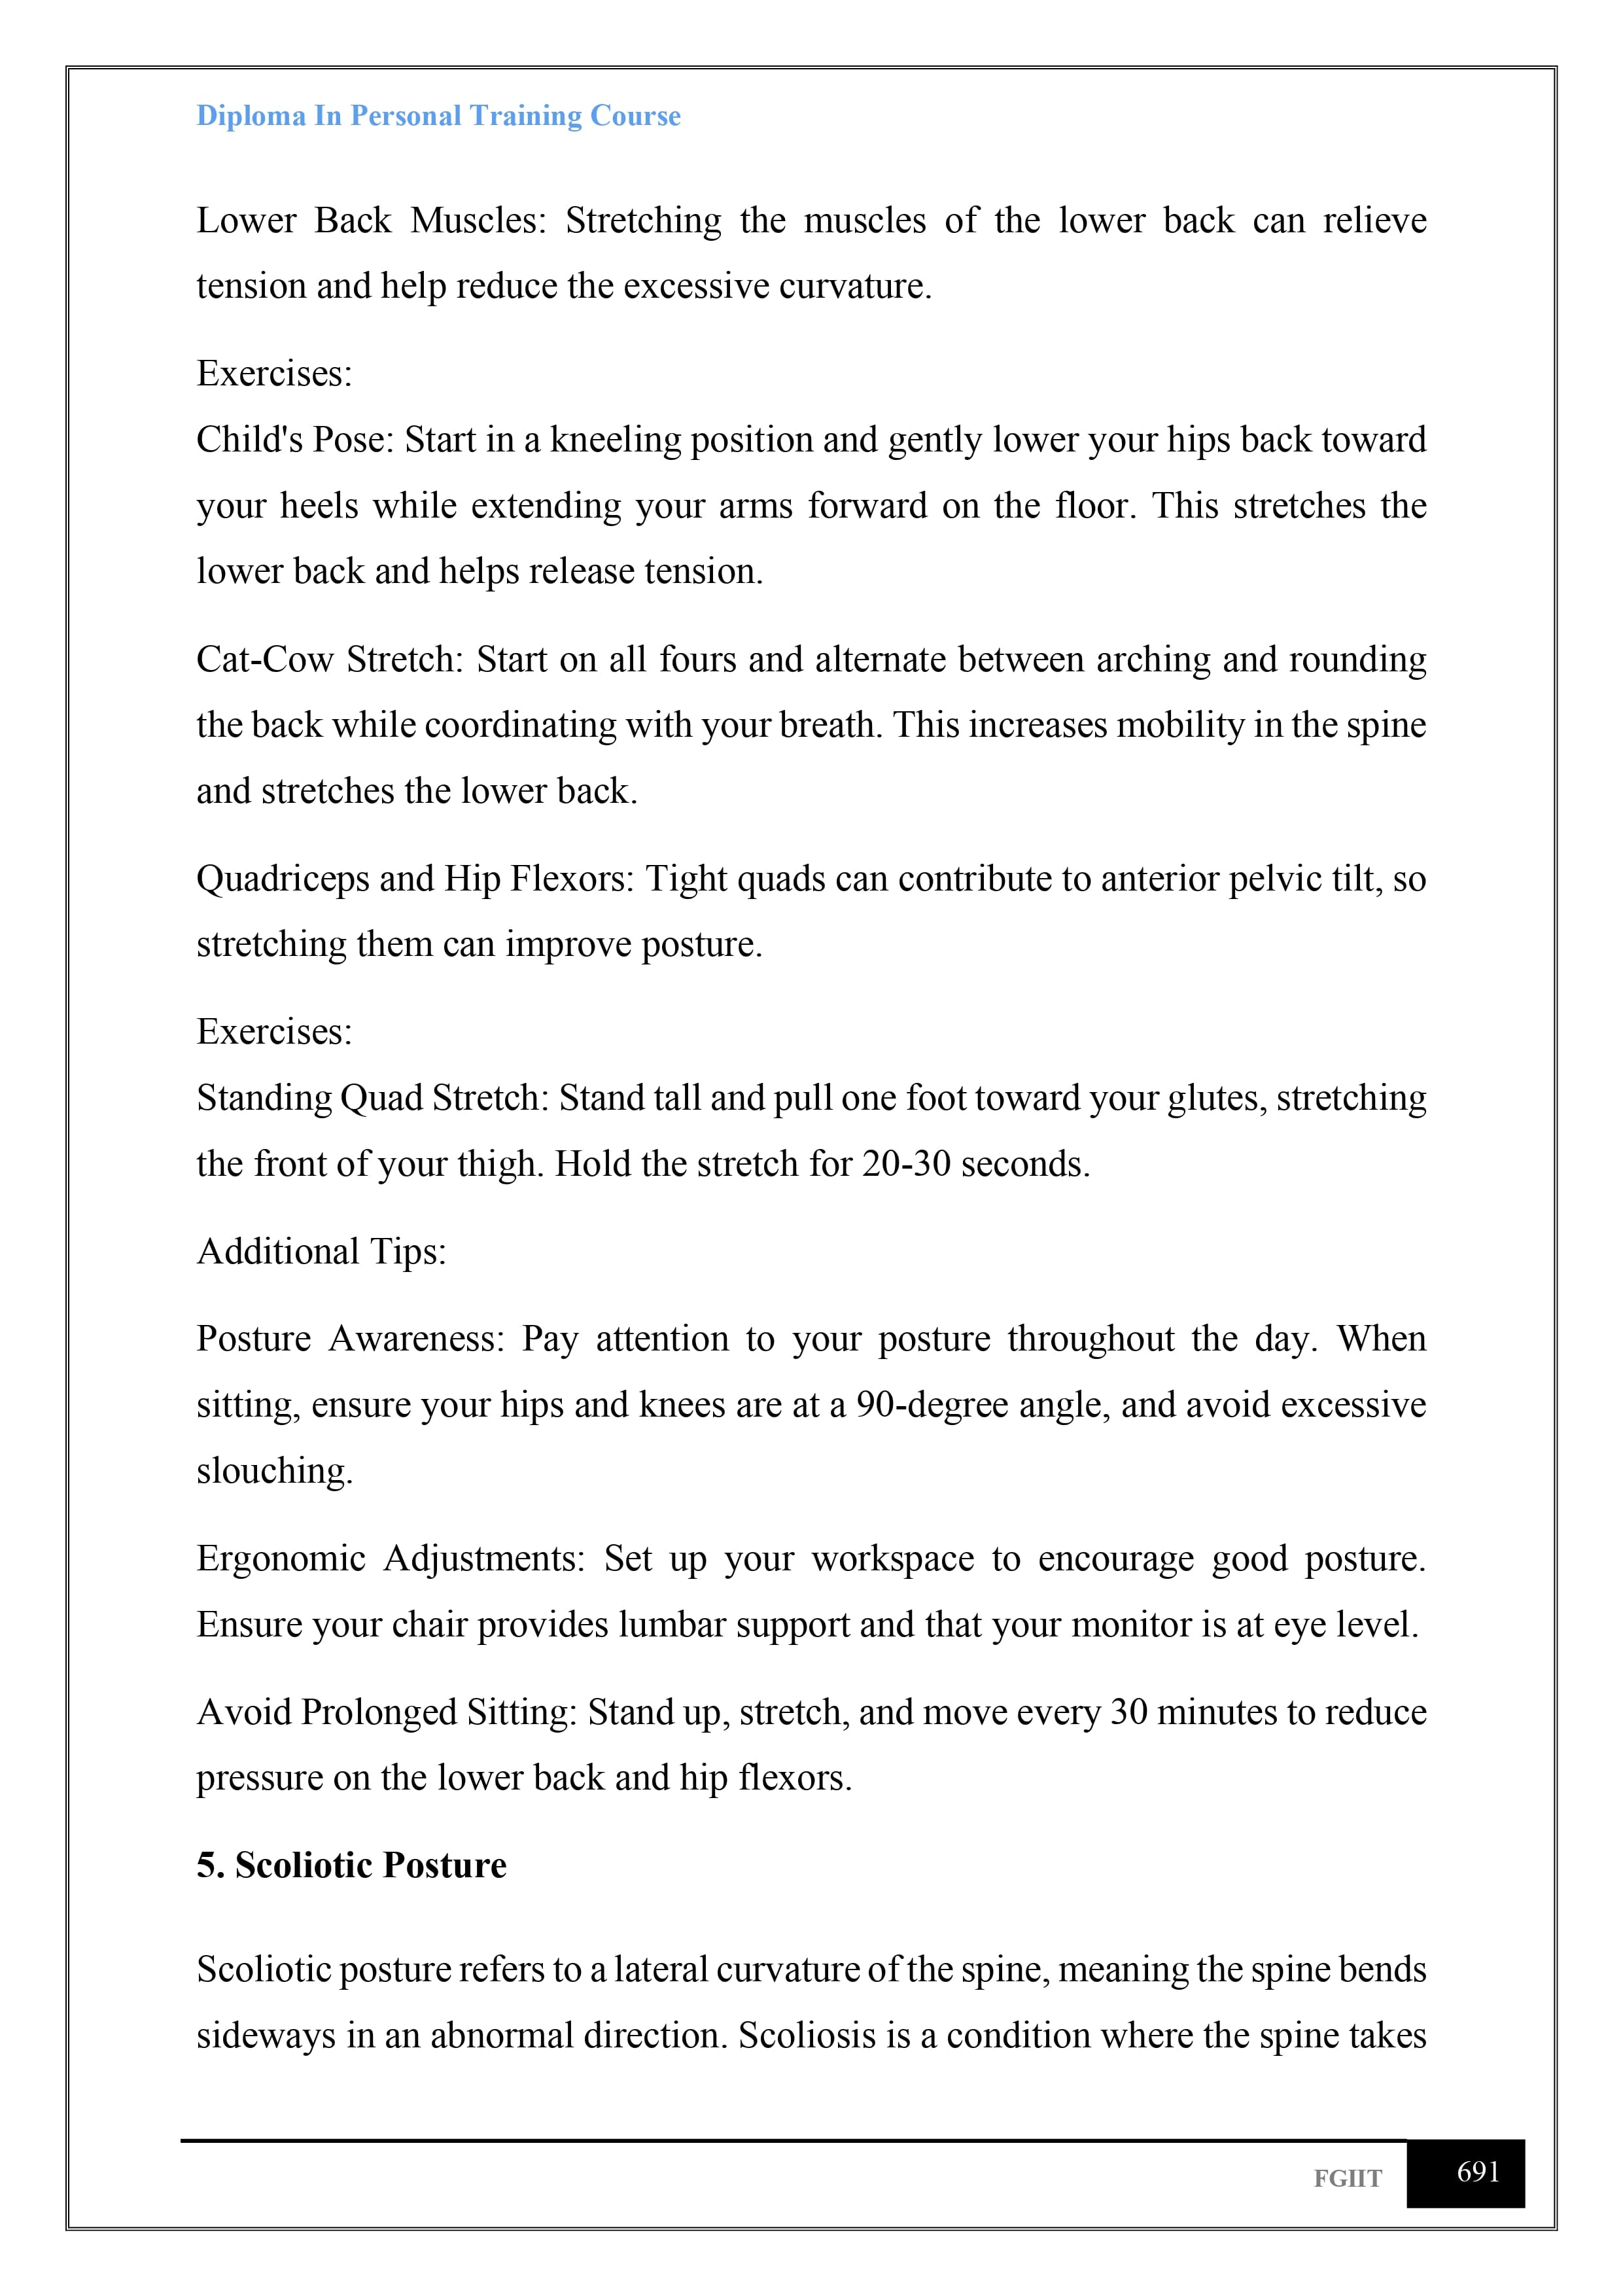 Diploma In Personal Training Course
Lower Back Muscles: Stretching the muscles of the lower back can relieve
tension and help reduce the excessive curvature.
Exercises:
Child's Pose: Start in a kneeling position and gently lower your hips back toward
your heels while extending your arms forward on the floor. This stretches the
lower back and helps release tension.
Cat-Cow Stretch: Start on all fours and alternate between arching and rounding
the back while coordinating with your breath. This increases mobility in the spine
and stretches the lower back.
Quadriceps and Hip Flexors: Tight quads can contribute to anterior pelvic tilt, so
stretching them can improve posture.
Exercises:
Standing Quad Stretch: Stand tall and pull one foot toward your glutes, stretching
the front of your thigh. Hold the stretch for 20-30 seconds.
Additional Tips:
Posture Awareness: Pay attention to your posture throughout the day. When
sitting, ensure your hips and knees are at a 90-degree angle, and avoid excessive
slouching.
Ergonomic Adjustments: Set up your workspace to encourage good posture.
Ensure your chair provides lumbar support and that your monitor is at eye level.
Avoid Prolonged Sitting: Stand up, stretch, and move every 30 minutes to reduce
pressure on the lower back and hip flexors.
5. Scoliotic Posture
Scoliotic posture refers to a lateral curvature of the spine, meaning the spine bends
sideways in an abnormal direction. Scoliosis is a condition where the spine takes
FGIIT 691